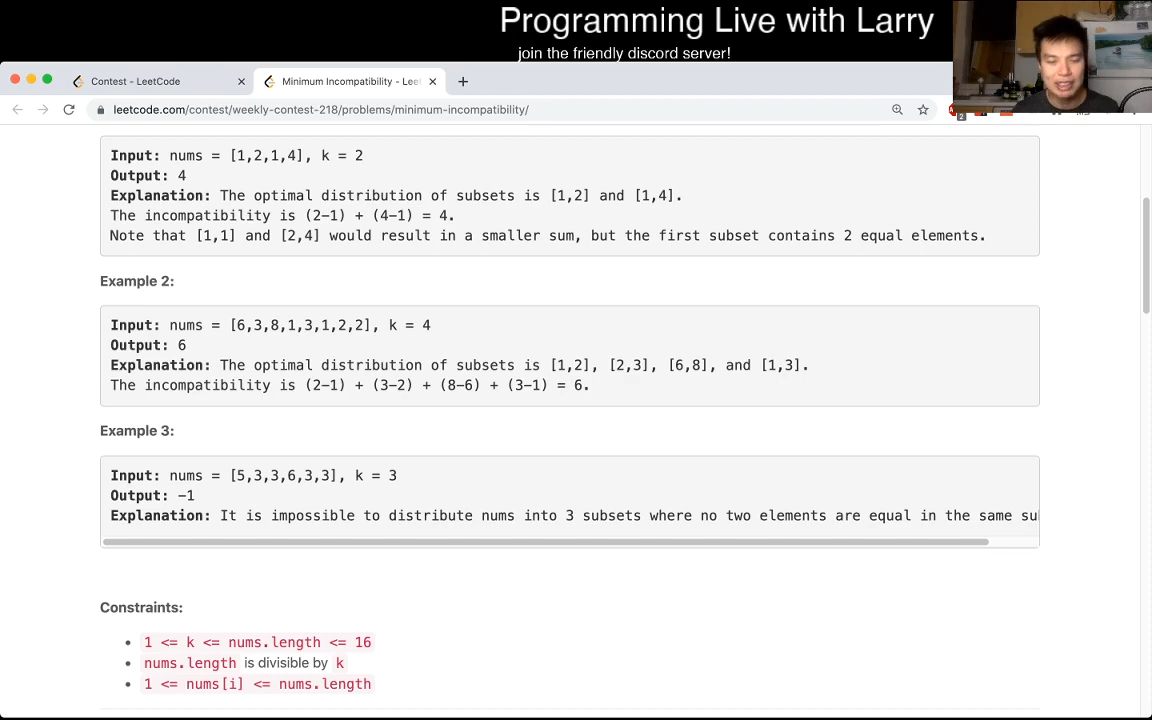 Programming Live with Larry
join the friendly discord server!
Contest - LeetCode
Minimum Incompatibility - Leet
leetcode.com/contest/weekly-contest-218/problems/minimum-incompatibility/
2
Input: nums = [1,2,1,4], k = 2
Output: 4
Explanation: The optimal distribution of subsets is [1,2] and [1,4].
The incompatibility is (2-1) + (4-1) = 4.
Note that [1,1] and [2,4] would result in a smaller sum, but the first subset contains 2 equal elements.
Example 2:
Input: nums = [6,3,8,1,3,1,2,2], k = 4
Output: 6
Explanation: The optimal distribution of subsets is [1,2], [2,3], [6,8], and [1,3].
The incompatibility is (2-1) + (3-2) + (8-6) + (3-1) = 6.
Example 3:
Input: nums = [5,3,3,6,3,3], k = 3
Output: -1
Explanation: It is impossible to distribute nums into 3 subsets where no two elements are equal in the same su
Constraints:
1 <= k <= nums.length <= 16
nums.length is divisible by k
1 <= nums[i] <= nums.length